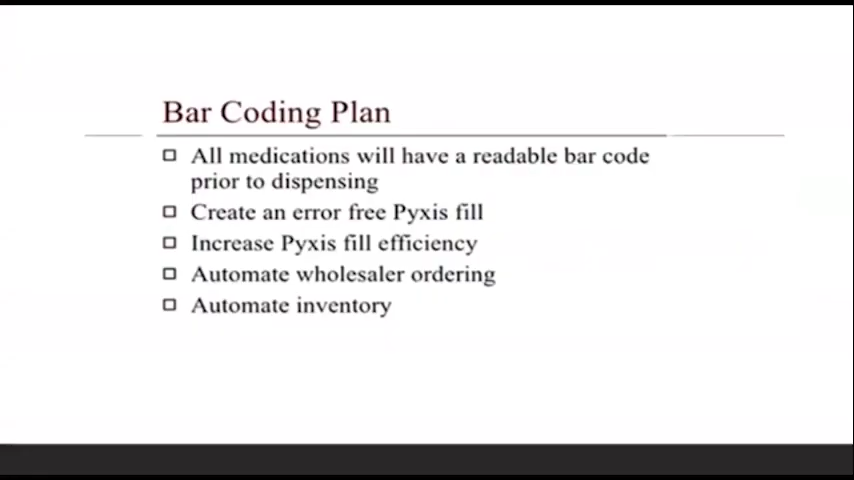 Bar Coding Plan
All medications will have a readable bar code
prior to dispensing
Create an error free Pyxis fill
Increase Pyxis fill efficiency
Automate wholesaler ordering
Automate inventory